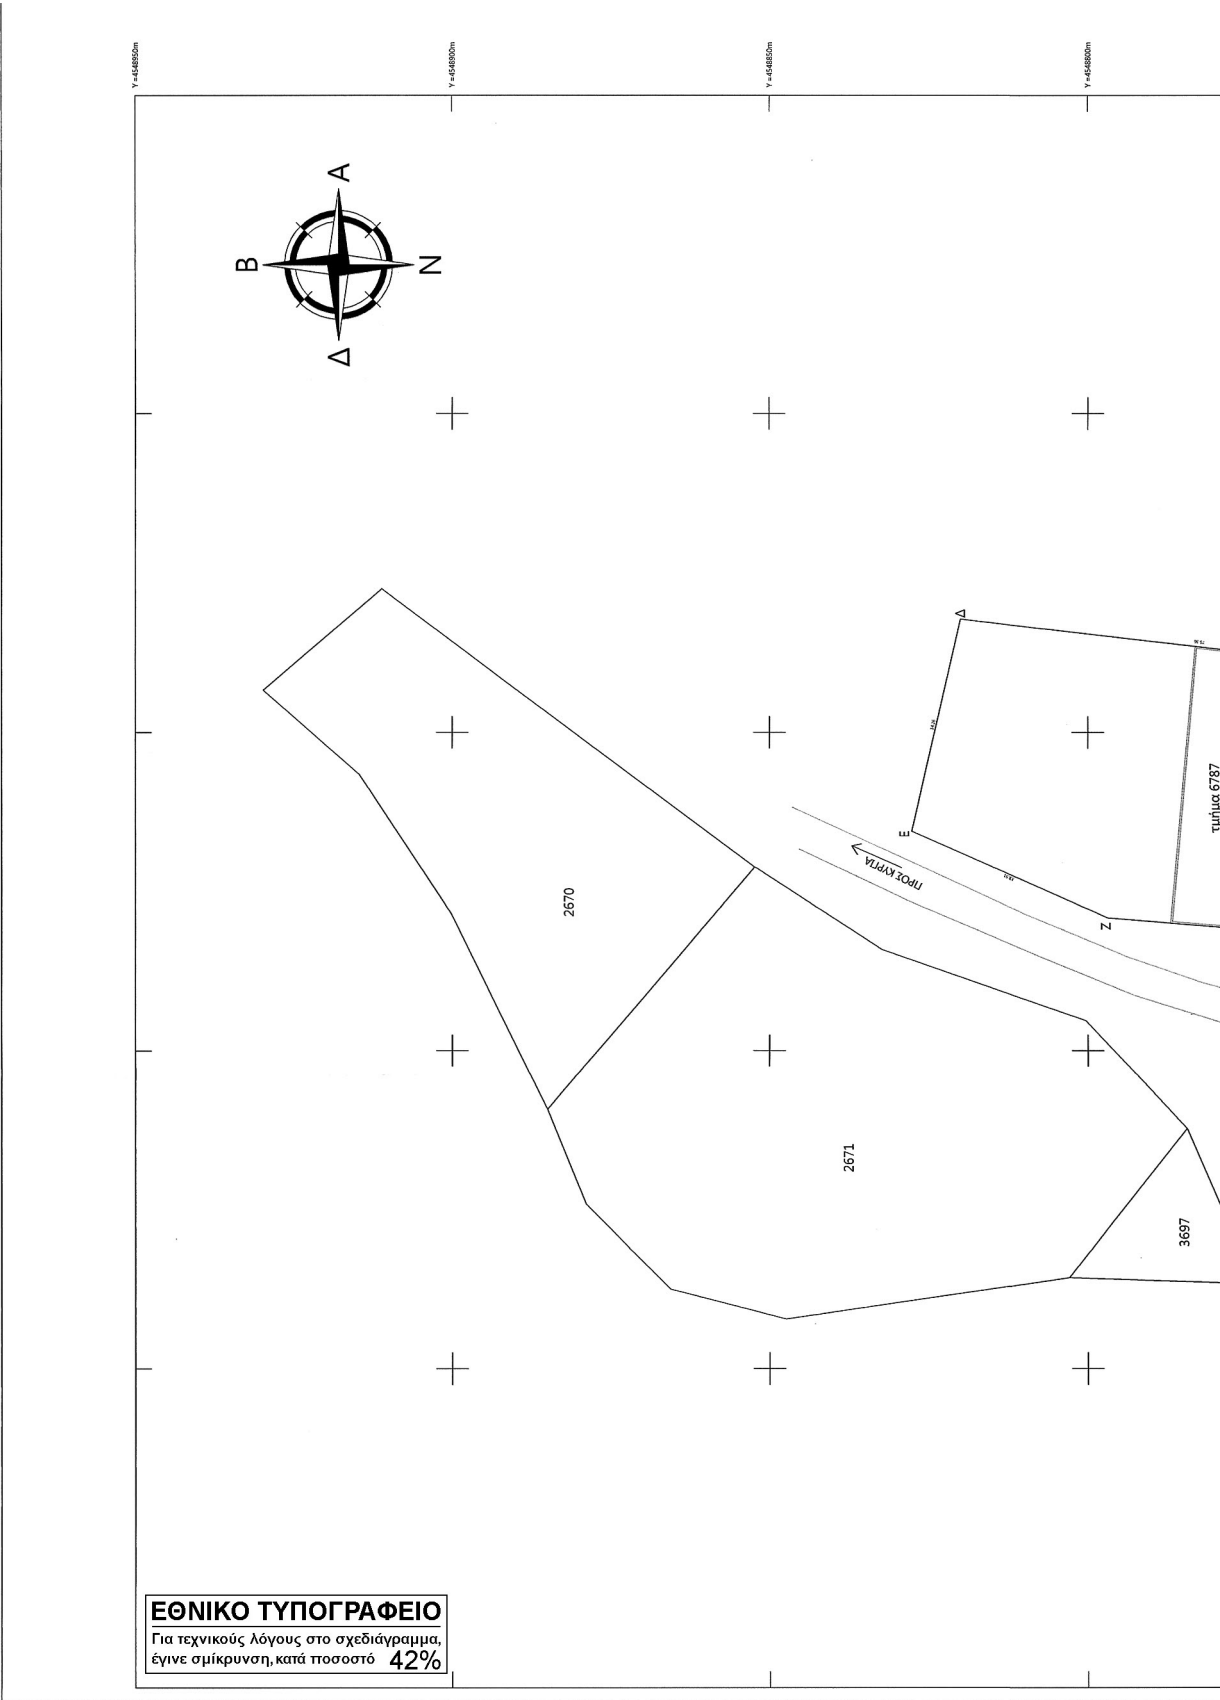 Υ =4548950m
Υ =4548900m
Υ =4548850m
Υ =4548800m
Α
Β
Ν
Δ
Δ
Ε
Ζ
ΠΡΟΣ ΚΥΡΓΙΑ
τμήμα 6787
2670
2671
3697
ΕΘΝΙΚΟ ΤΥΠΟΓΡΑΦΕΙΟ
Για τεχνικούς λόγους στο σχεδιάγραμμα,
έγινε σμίκρυνση, κατά ποσοστό 42%